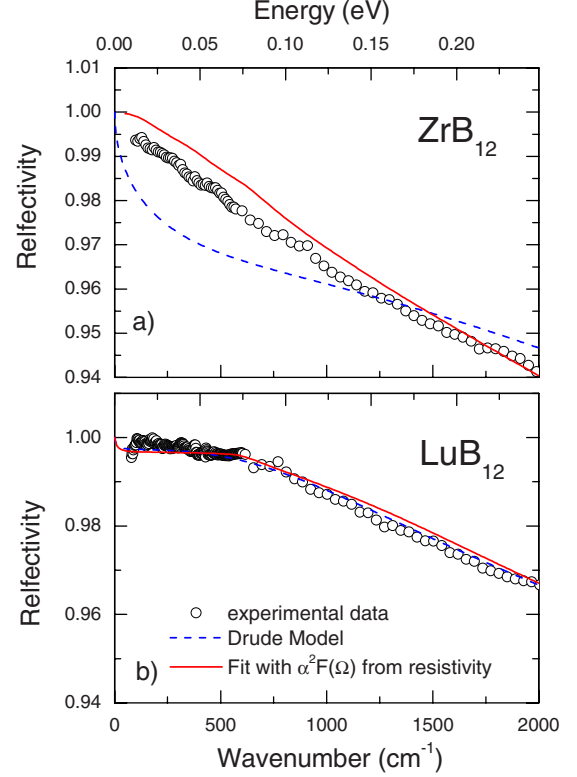 Energy (eV)
0.00 0.05 0.10 0.15 0.20
1.01
1.00
0.99
0.98
0.97
0.96
0.95
0.94
Relfectivity
ZrB12
a)
1.00
0.98
0.96
0.94
Relfectivity
LuB12
experimental data
Drude Model
Fit with α²F(Ω) from resistivity
b)
0 500 1000 1500 2000
Wavenumber (cm⁻¹)